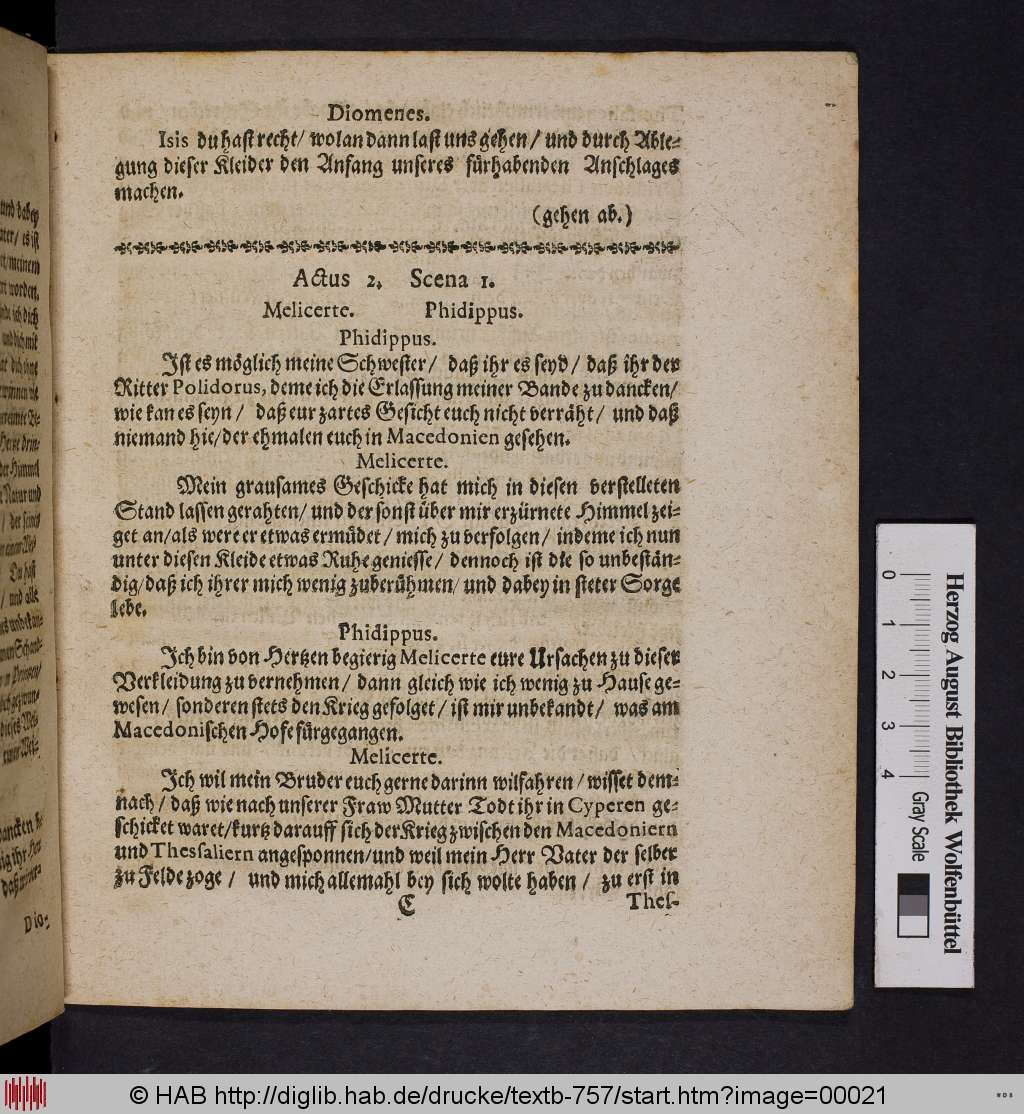 Diomenes.
Isis du hast recht/ wolan dann last uns gehen/ und durch Able-
gung dieser Kleider den Anfang unseres fürhabenden Anschlages
machen.
(gehen ab.)
Actus 2. Scena 1.
Melicerte. Phidippus.
Phidippus.
Ist es möglich meine Schwester/ daß ihr es seyd/ daß ihr der
Ritter Polidorus, deme ich die Erlassung meiner Bande zu dancken/
wie kan es seyn/ daß eur zartes Gesicht euch nicht verräht/ und daß
niemand hie/ der ehmalen euch in Macedonien gesehen.
Melicerte.
Mein grausames Geschicke hat mich in diesen verstelleten
Stand lassen gerahten/ und der sonst über mir erzürnete Himmel zei-
get an/ als were er etwas ermüdet/ mich zu verfolgen/ indeme ich nun
unter diesen Kleide etwas Ruhe geniesse/ dennoch ist die so unbestän-
dig/ daß ich ihrer mich wenig zuberühmen/ und dabey in steter Sorge
lebe.
Phidippus.
Ich bin von Hertzen begierig Melicerte eure Ursachen zu dieser
Verkleidung zu vernehmen/ dann gleich wie ich wenig zu Hause ge-
wesen/ sonderen stets den Krieg gefolget/ ist mir unbekandt/ was am
Macedonischen Hofe fürgegangen.
Melicerte.
Ich wil mein Bruder euch gerne darinn wilfahren/ wisset dem-
nach/ daß wie nach unserer Fraw Mutter Todt ihr in Cyperen ge-
schicket waret/ kurtz darauff sich der Krieg zwischen den Macedoniern
und Thessaliern angesponnen/ und weil mein Herr Vater der selber
zu Felde zoge/ und mich allemahl bey sich wolte haben/ zu erst in
C Thes-
und dabey
worden.
Du hast
und alle
Dio-
0 1 2 3 4
Herzog August Bibliothek Wolfenbüttel
Gray Scale
© HAB http://diglib.hab.de/drucke/textb-757/start.htm?image=00021